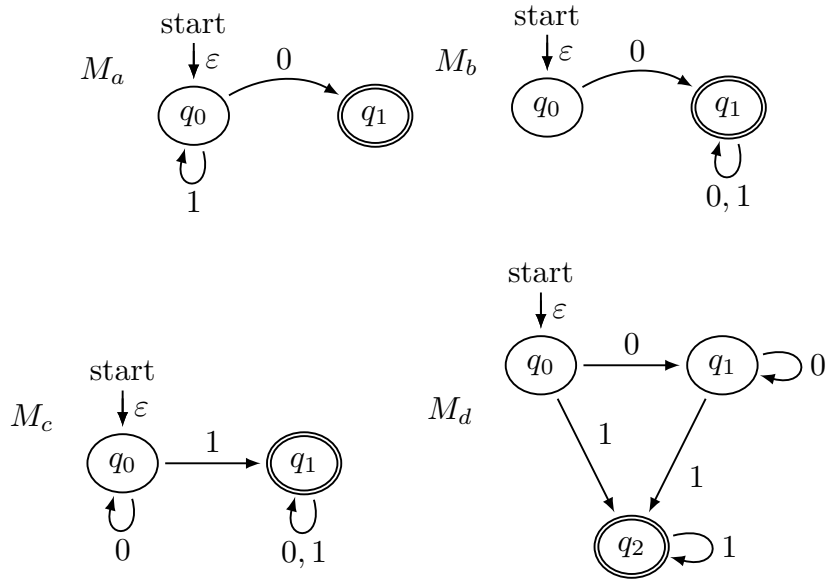 start
ε
M_a
q_0
0
q_1
1
start
ε
M_b
q_0
0
q_1
0, 1
start
ε
M_c
q_0
1
q_1
0
0, 1
start
ε
M_d
q_0
0
q_1
0
1
1
q_2
1